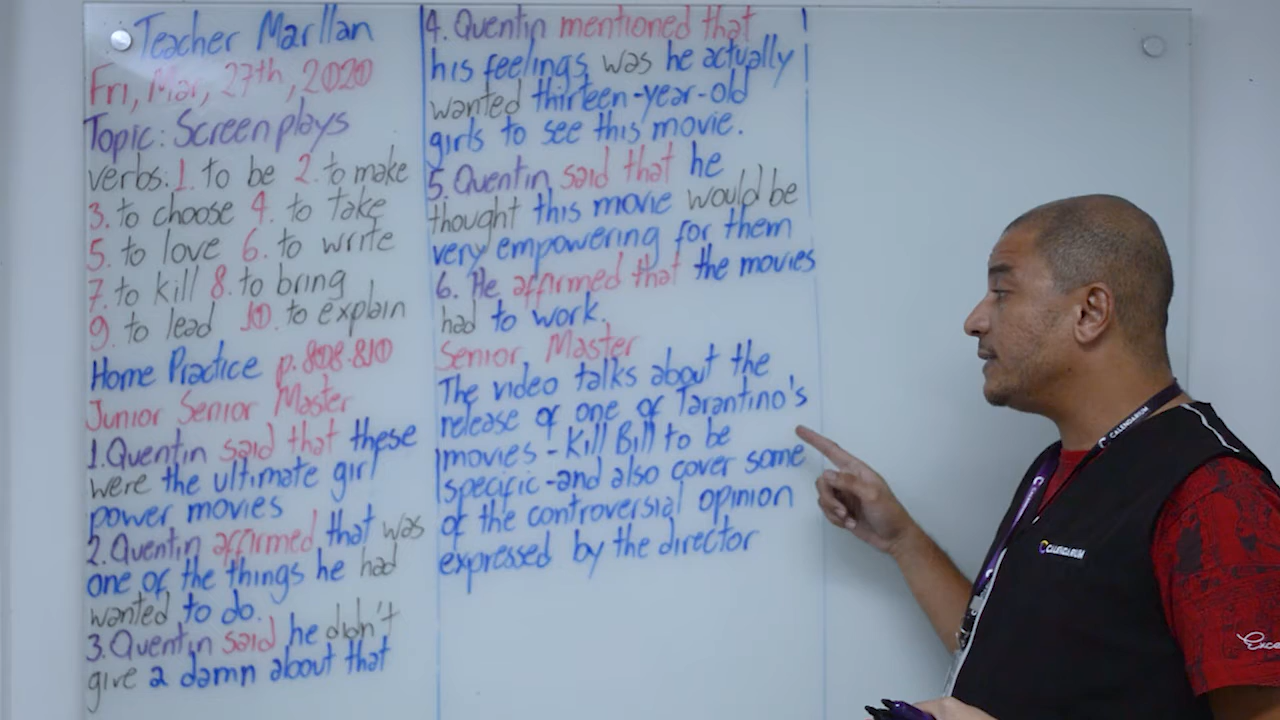 Teacher Marllan
Fri, Mar, 27th, 2020
Topic: Screenplays
verbs: 1. to be 2. to make
3. to choose 4. to take
5. to love 6. to write
7. to kill 8. to bring
9. to lead 10. to explain
Home Practice p. 808-810
Junior Senior Master
1. Quentin said that these
were the ultimate girl
power movies
2. Quentin affirmed that was
one of the things he had
wanted to do.
3. Quentin said he didn't
give a damn about that
4. Quentin mentioned that
his feelings was he actually
wanted thirteen-year-old
girls to see this movie.
5. Quentin said that he
thought this movie would be
very empowering for them
6. He affirmed that the movies
had to work.
Senior Master
The video talks about the
release of one of Tarantino's
movies - Kill Bill to be
specific - and also cover some
of the controversial opinion
expressed by the director
CALENDARIUM
CALENDARIUM